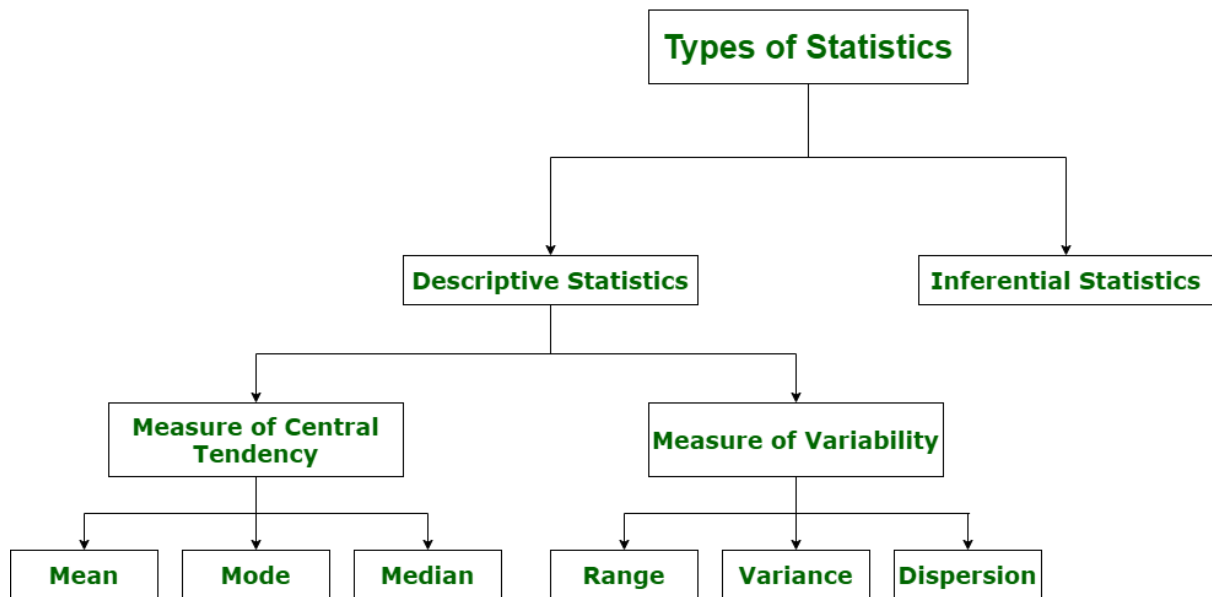 Types of Statistics
Descriptive Statistics
Inferential Statistics
Measure of Central
Tendency
Measure of Variability
Mean
Mode
Median
Range
Variance
Dispersion